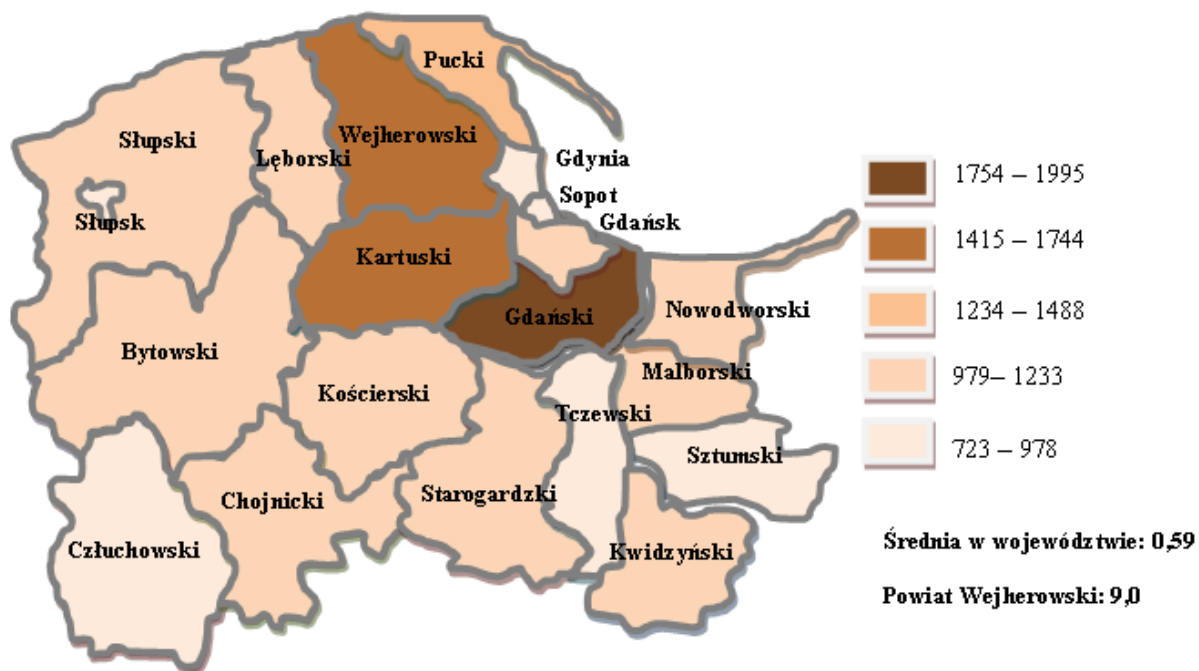 Pucki
Słupski
Wejherowski
Lęborski
Gdynia
Sopot
Słupsk
Gdańsk
Kartuski
Gdański
Nowodworski
Bytowski
Kościerski
Malborski
Tczewski
Sztumski
Chojnicki
Starogardzki
Człuchowski
Kwidzyński
1754 – 1995
1415 – 1744
1234 – 1488
979– 1233
723 – 978
Średnia w województwie: 0,59
Powiat Wejherowski: 9,0